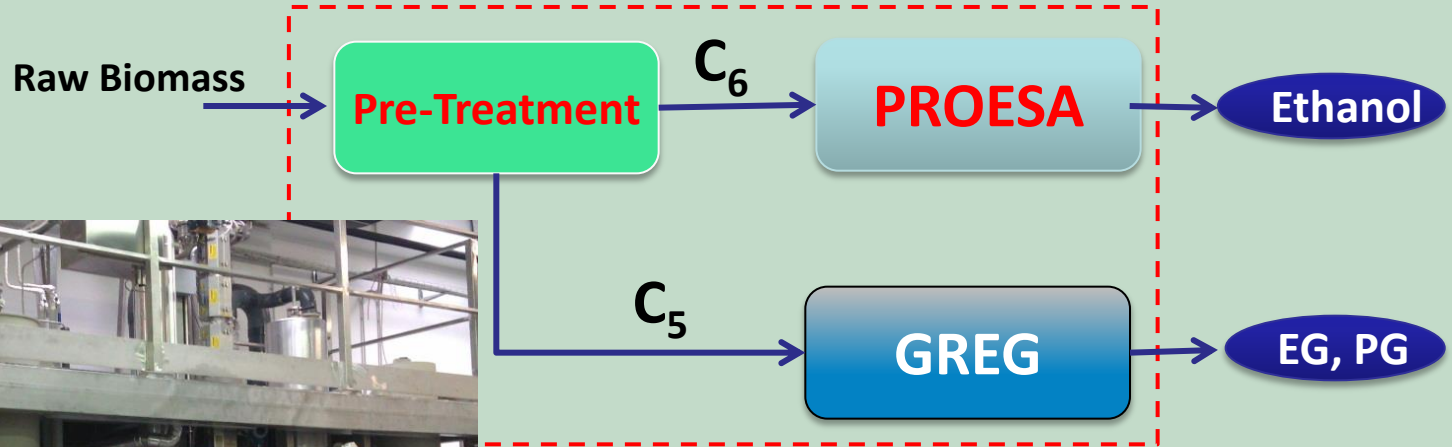 Raw Biomass
Pre-Treatment
C₆
PROESA
Ethanol
C₅
GREG
EG, PG